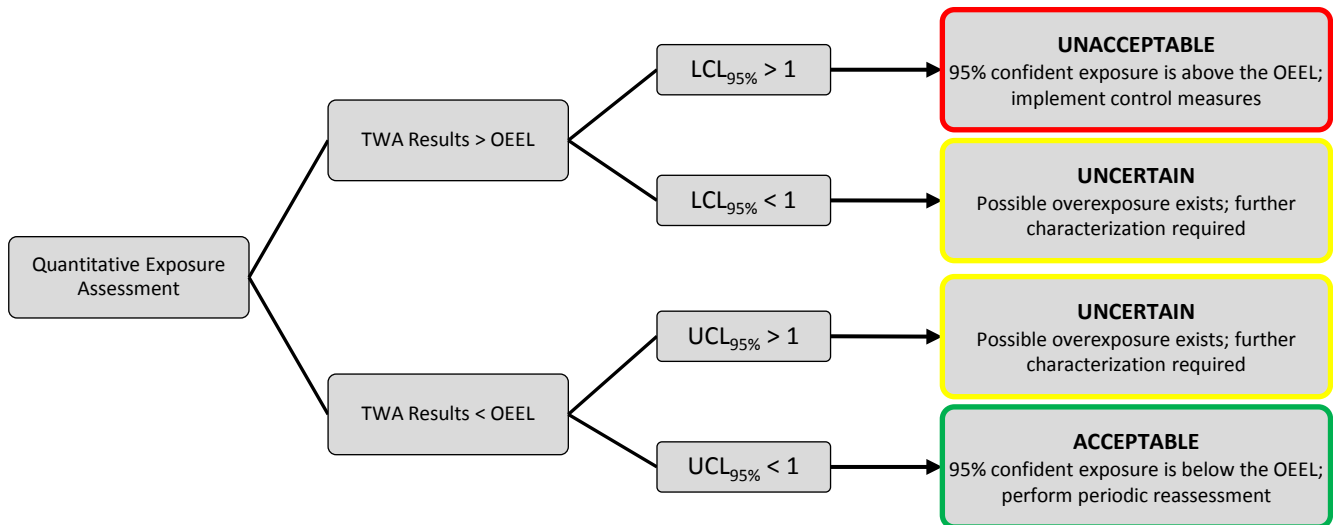 Quantitative Exposure
Assessment
TWA Results > OEEL
TWA Results < OEEL
LCL95% > 1
LCL95% < 1
UCL95% > 1
UCL95% < 1
UNACCEPTABLE
95% confident exposure is above the OEEL;
implement control measures
UNCERTAIN
Possible overexposure exists; further
characterization required
UNCERTAIN
Possible overexposure exists; further
characterization required
ACCEPTABLE
95% confident exposure is below the OEEL;
perform periodic reassessment